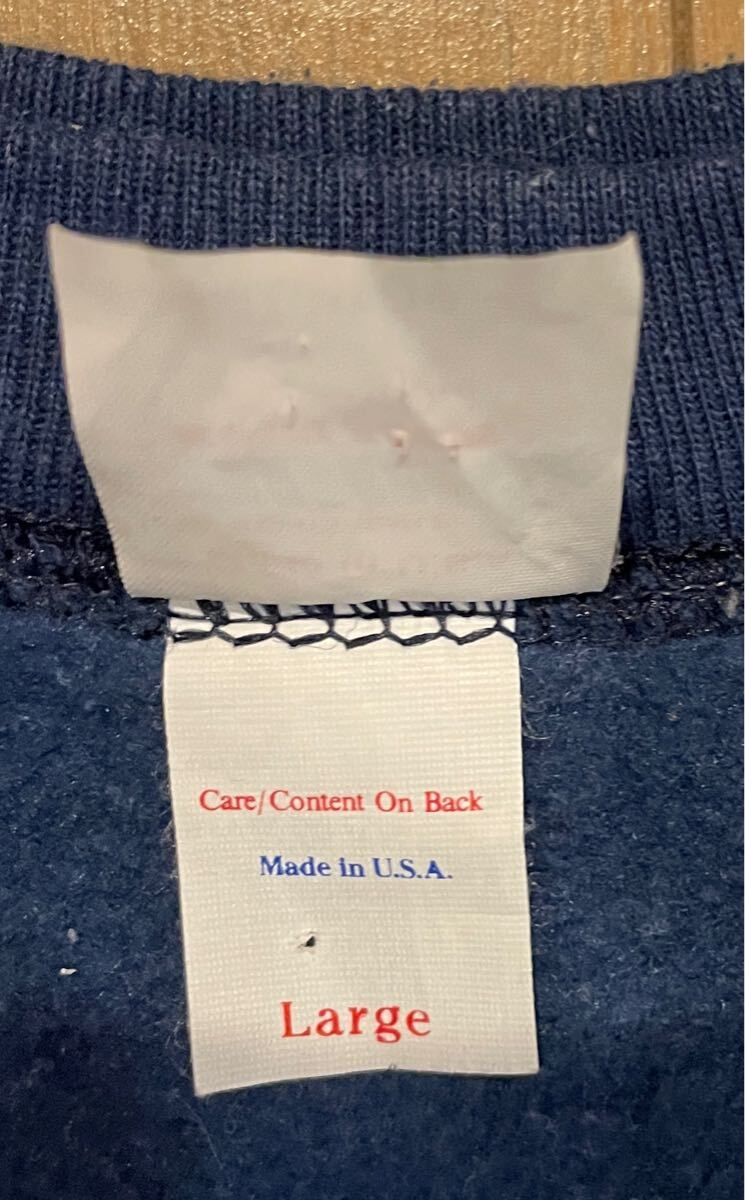 Care/Content On Back
Made in U.S.A.
Large